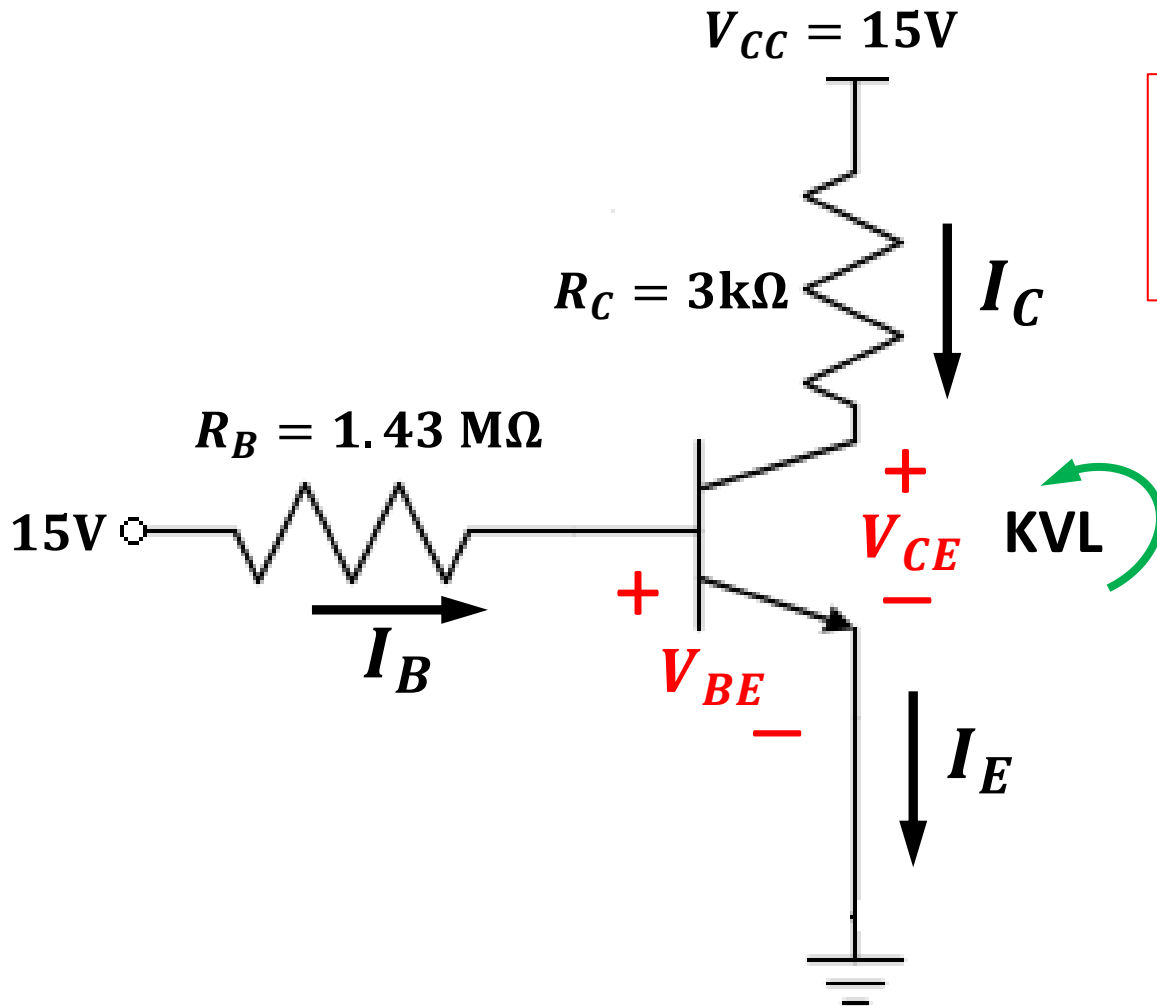 V_CC = 15V
R_C = 3kΩ
I_C
R_B = 1.43 MΩ
15V
+
V_CE
−
KVL
I_B
+
V_BE
−
I_E